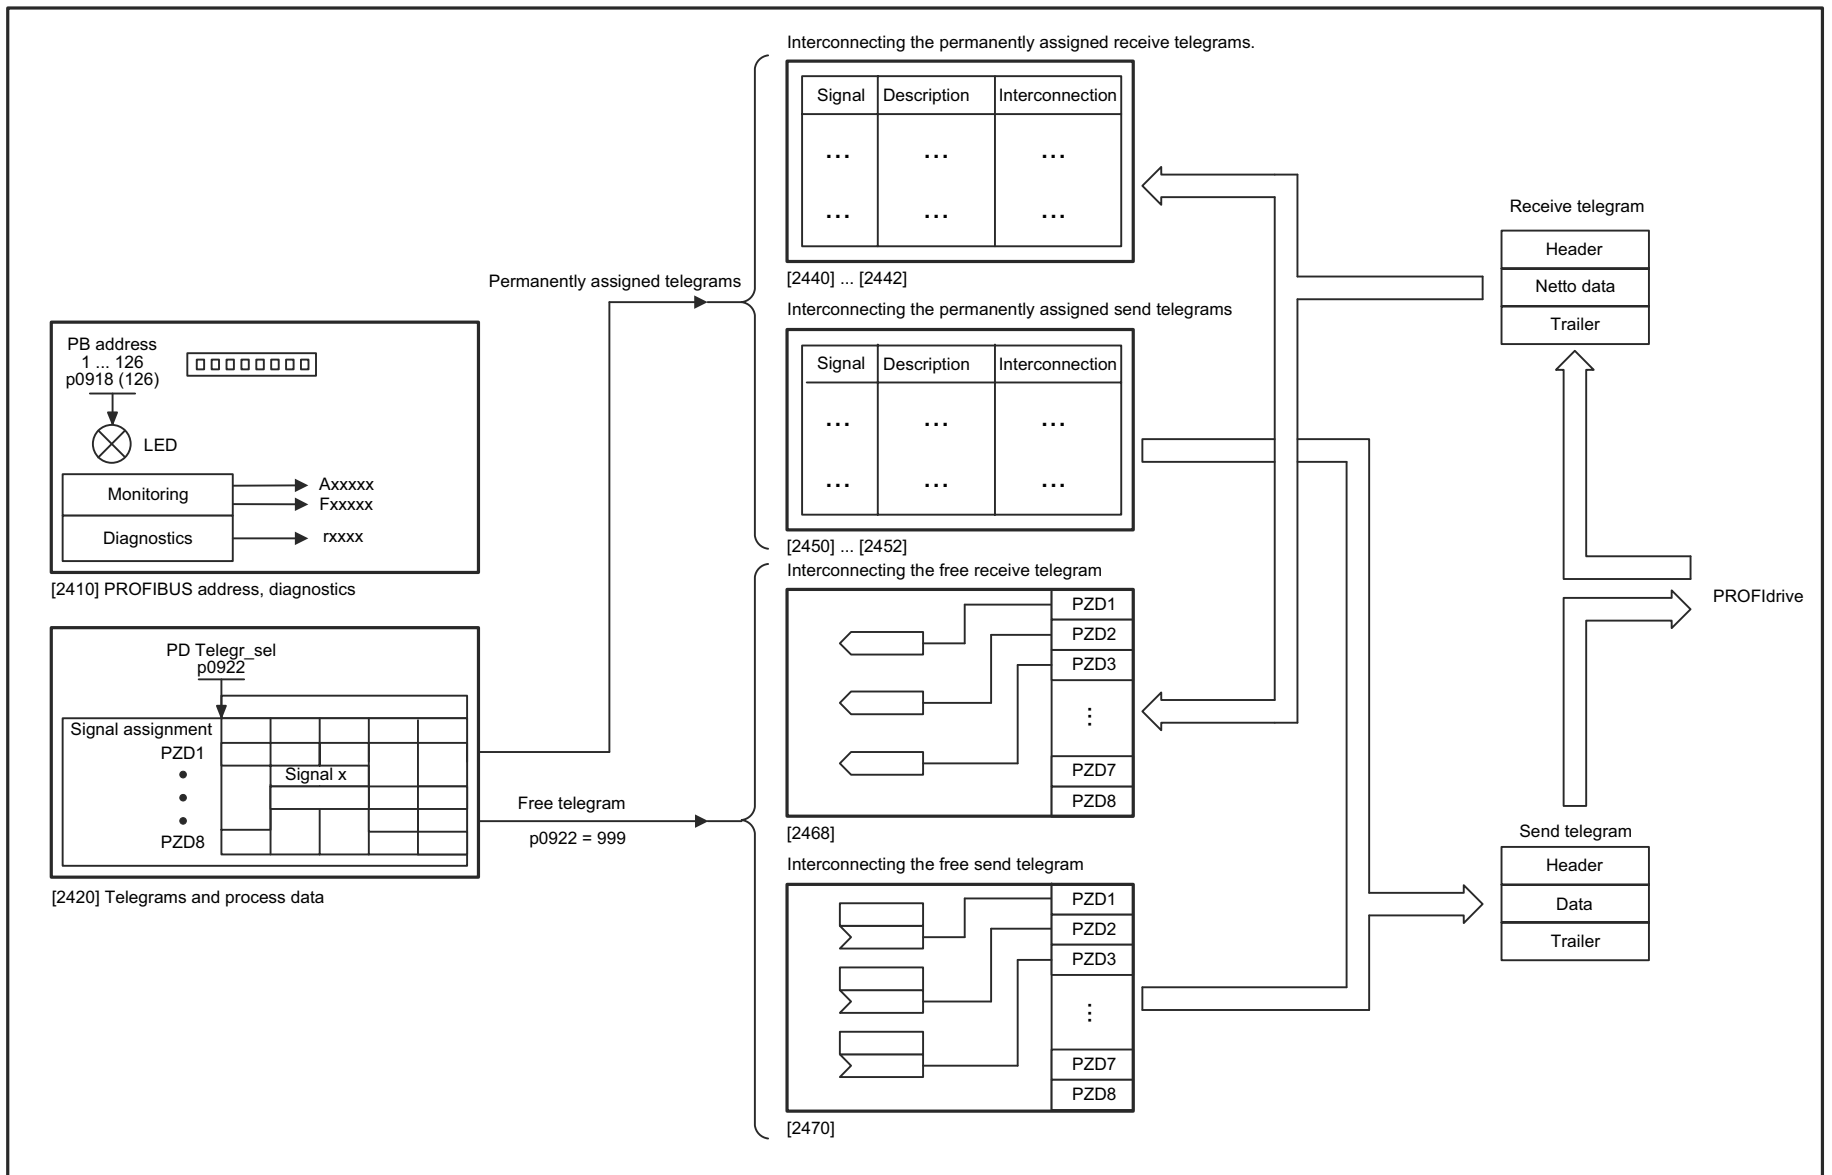 PB address
1 ... 126
p0918 (126)
LED
Monitoring
Axxxxx
Fxxxxx
Diagnostics
rxxxx
[2410] PROFIBUS address, diagnostics
PD Telegr_sel
p0922
Signal assignment
PZD1
Signal x
PZD8
[2420] Telegrams and process data
Permanently assigned telegrams
Free telegram
p0922 = 999
Interconnecting the permanently assigned receive telegrams.
Signal Description Interconnection
... ... ...
... ... ...
[2440] ... [2442]
Interconnecting the permanently assigned send telegrams
Signal Description Interconnection
... ... ...
... ... ...
[2450] ... [2452]
Interconnecting the free receive telegram
PZD1
PZD2
PZD3
⋮
PZD7
PZD8
[2468]
Interconnecting the free send telegram
PZD1
PZD2
PZD3
⋮
PZD7
PZD8
[2470]
Receive telegram
Header
Netto data
Trailer
PROFIdrive
Send telegram
Header
Data
Trailer